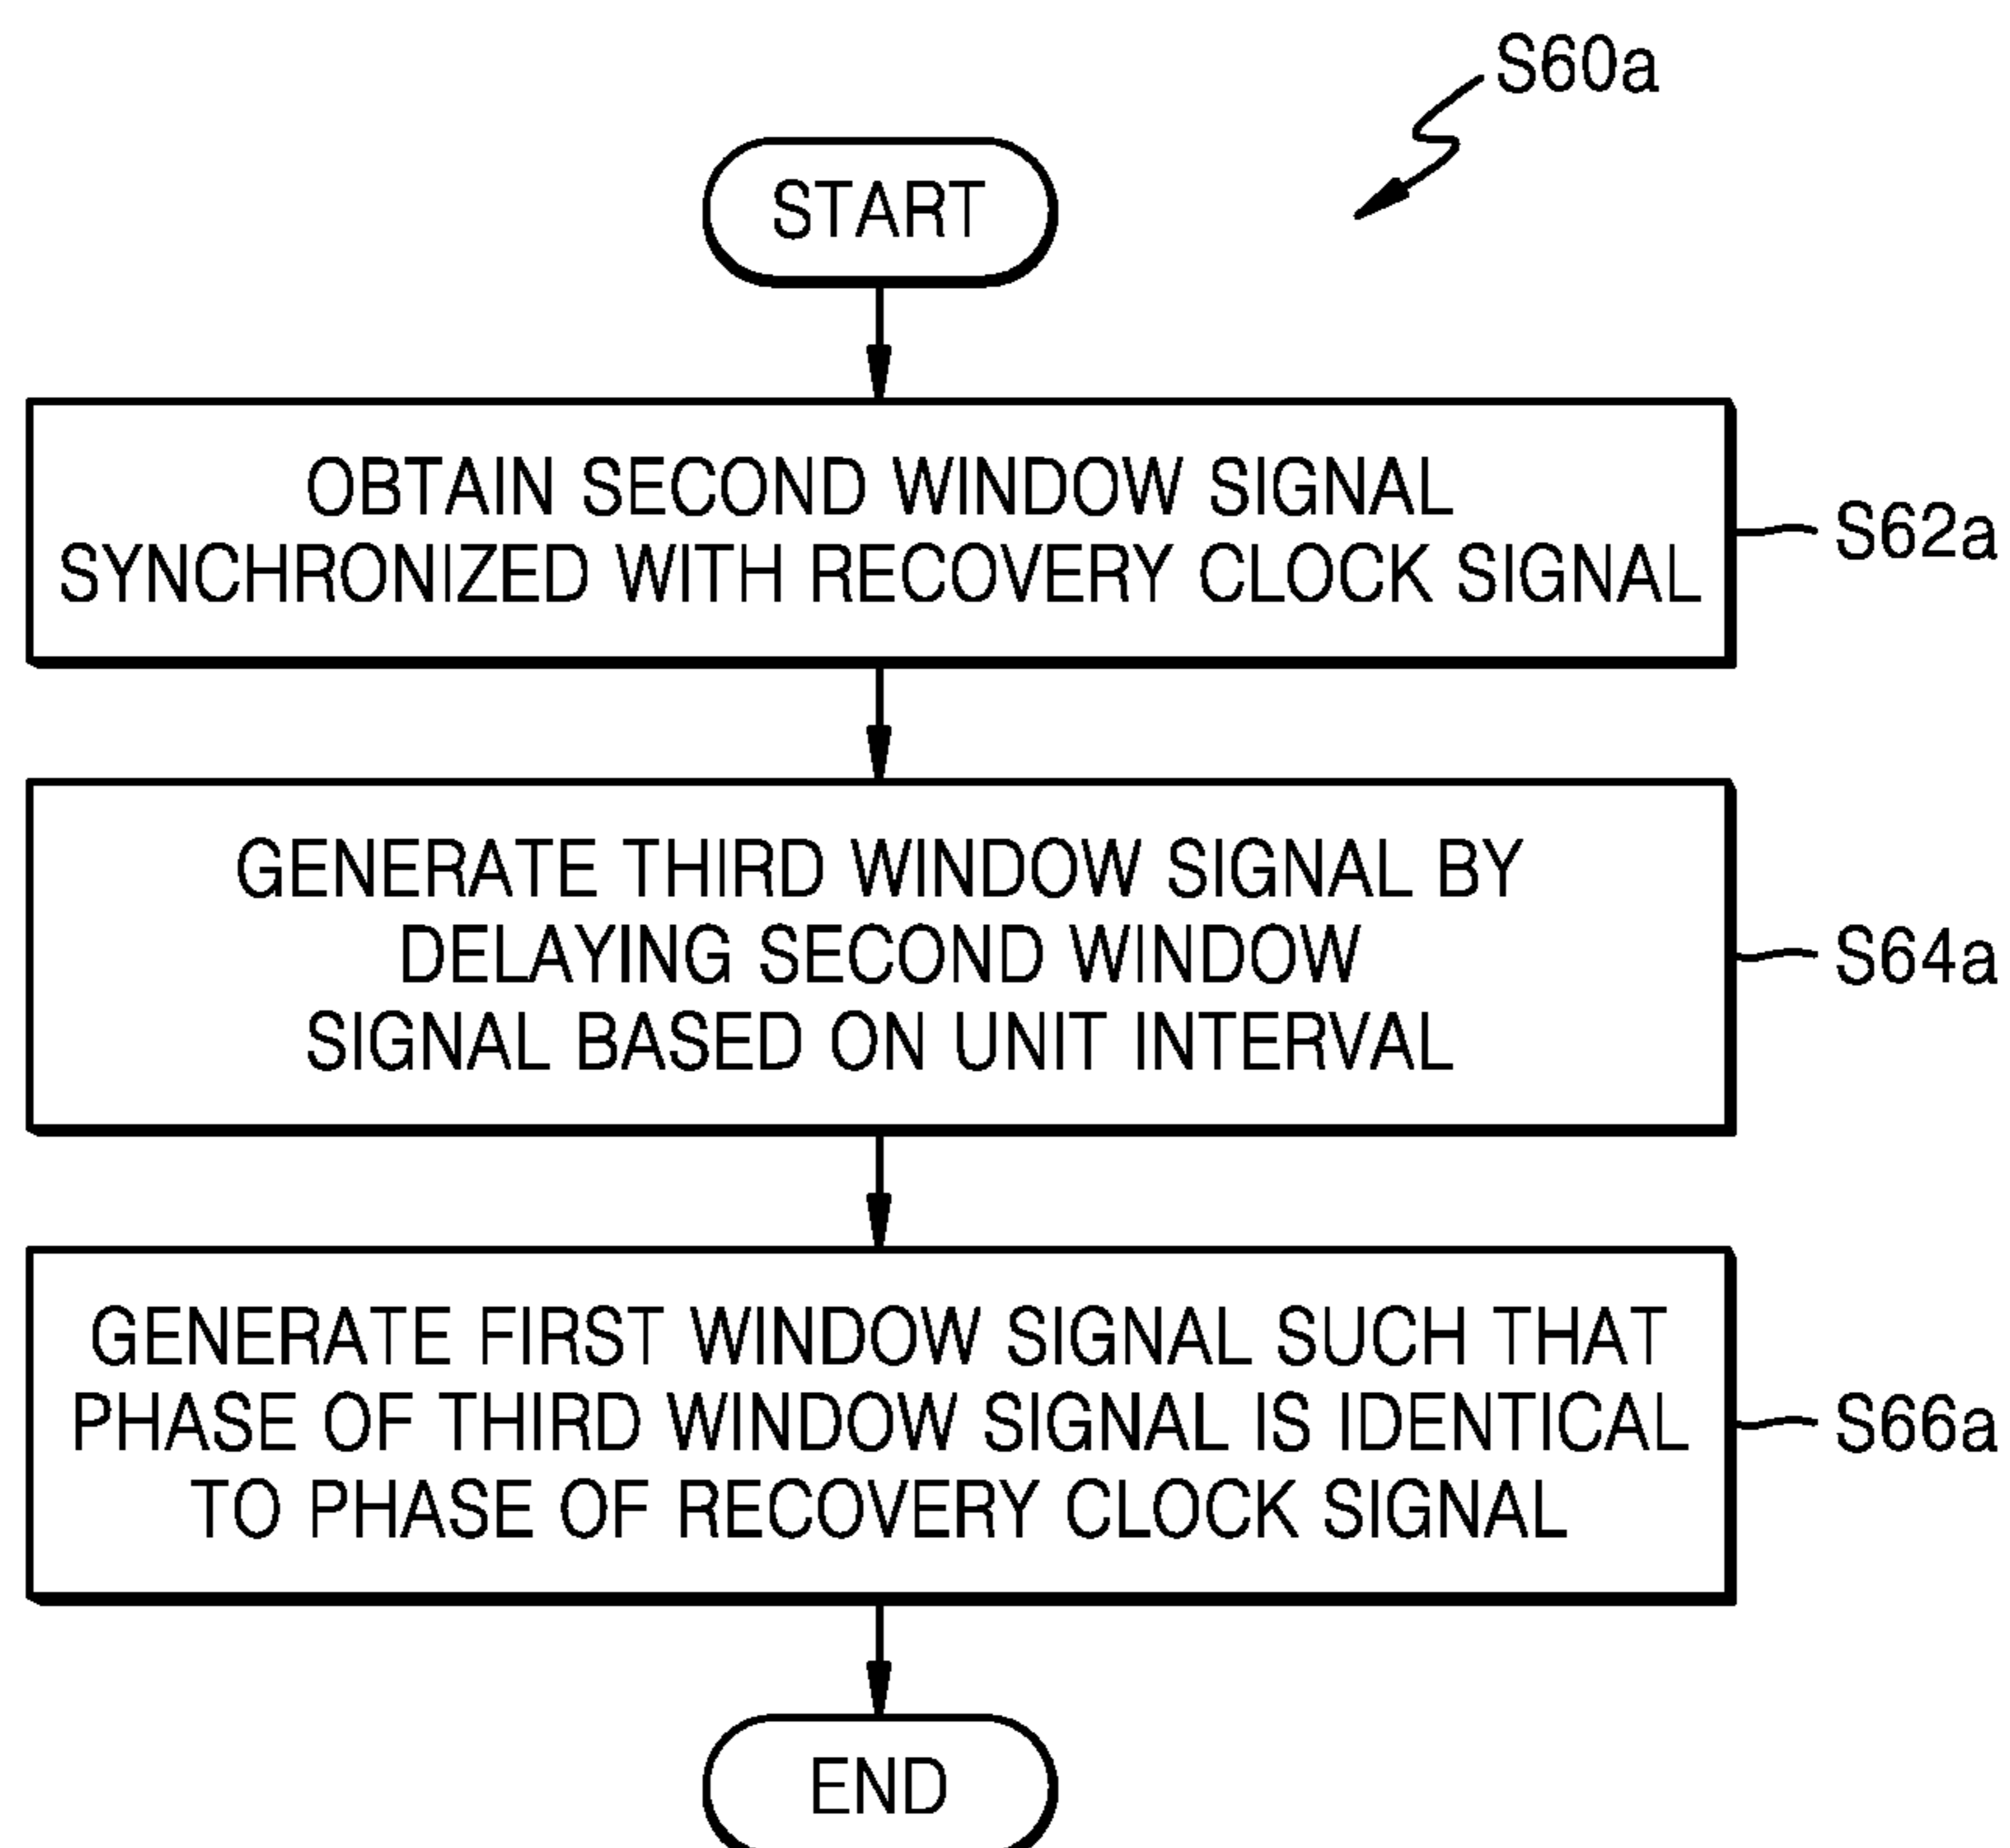 S60a
START
OBTAIN SECOND WINDOW SIGNAL
SYNCHRONIZED WITH RECOVERY CLOCK SIGNAL
S62a
GENERATE THIRD WINDOW SIGNAL BY
DELAYING SECOND WINDOW
SIGNAL BASED ON UNIT INTERVAL
S64a
GENERATE FIRST WINDOW SIGNAL SUCH THAT
PHASE OF THIRD WINDOW SIGNAL IS IDENTICAL
TO PHASE OF RECOVERY CLOCK SIGNAL
S66a
END